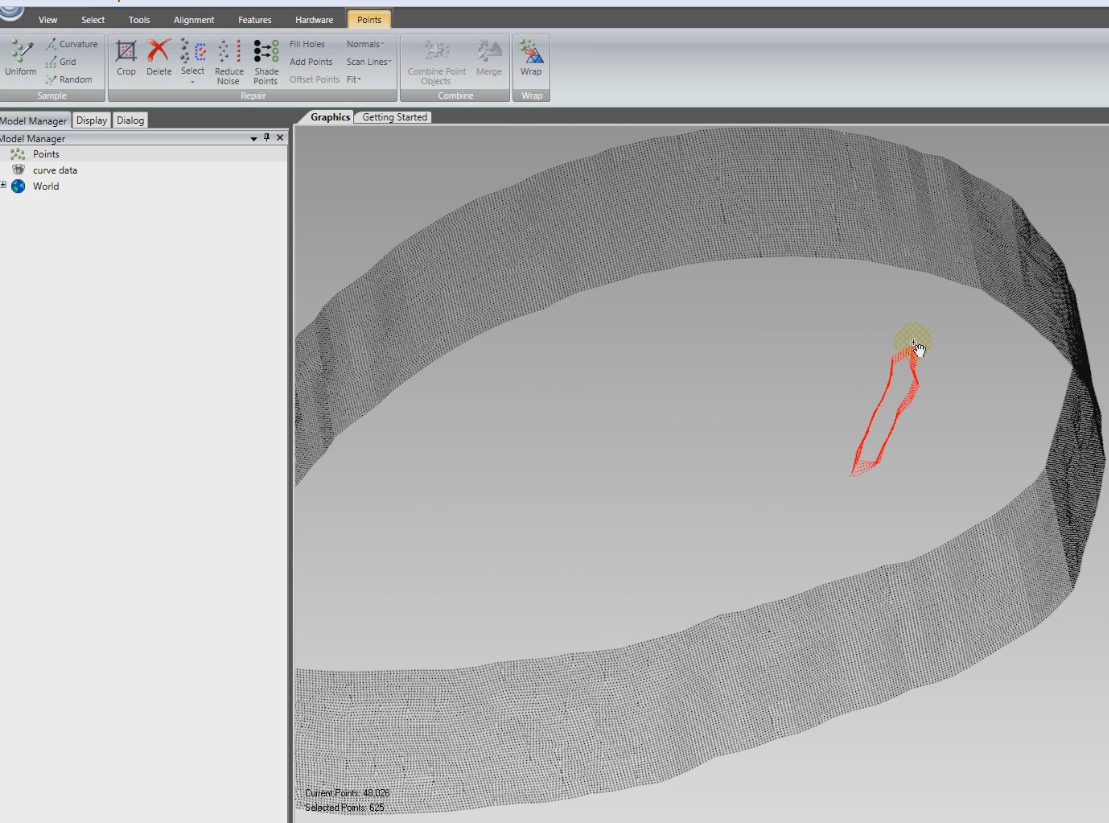 View Select Tools Alignment Features Hardware Points
Uniform
Curvature
Grid
Random
Sample
Crop Delete Select Reduce Noise Shade Points
Fill Holes Normals
Add Points Scan Lines
Offset Points Fit
Repair
Combine Point Objects Merge
Combine
Wrap
Wrap
Model Manager Display Dialog
Model Manager
Points
curve data
World
Graphics Getting Started
Current Points: 48,026
Selected Points: 625